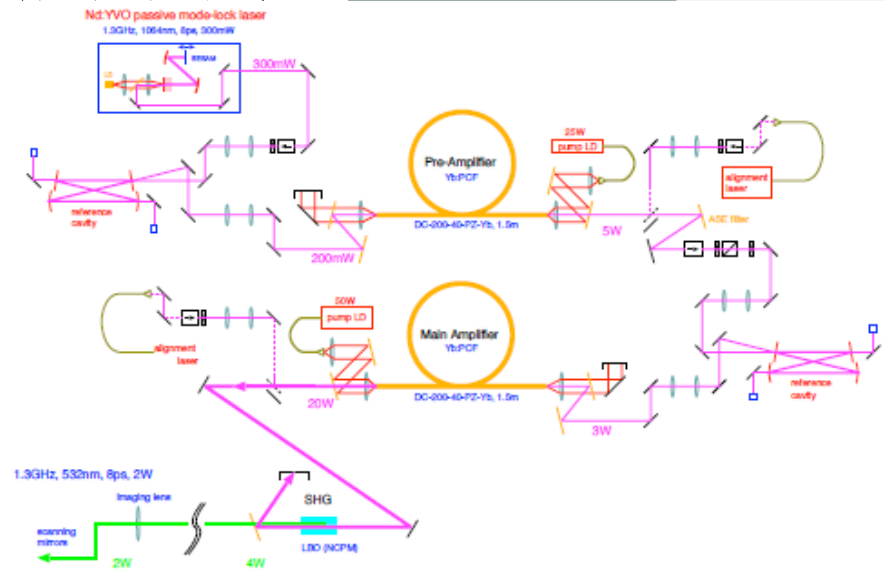 Nd:YVO passive mode-lock laser
1.3GHz, 1064nm, 8ps, 300mW
300mW
reference
cavity
200mW
Pre-Amplifier
Yb:PCF
DC-200-40-PZ-Yb, 1.5m
25W
pump LD
5W
alignment
laser
ASE filter
alignment
laser
50W
pump LD
20W
Main Amplifier
Yb:PCF
DC-200-40-PZ-Yb, 1.5m
3W
reference
cavity
1.3GHz, 532nm, 8ps, 2W
imaging lens
scanning
mirrors
2W
4W
SHG
LBO (NCPM)